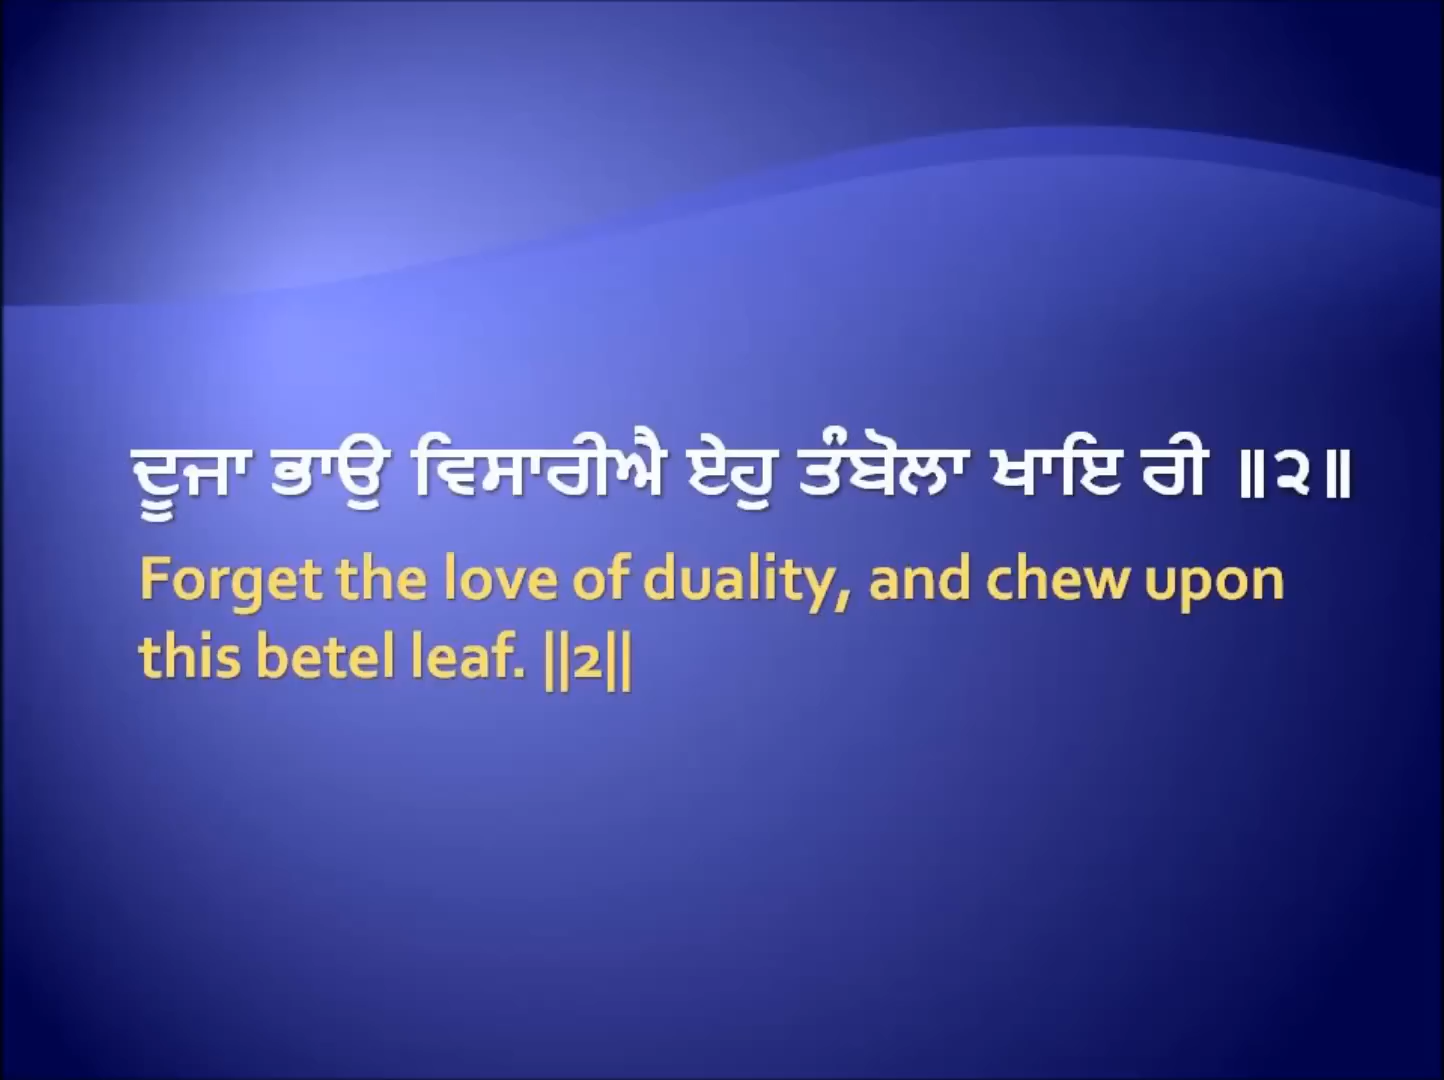 ਦੂਜਾ ਭਾਉ ਵਿਸਾਰੀਐ ਏਹੁ ਤੰਬੋਲਾ ਖਾਇ ਰੀ ॥੨॥
Forget the love of duality, and chew upon
this betel leaf. ||2||